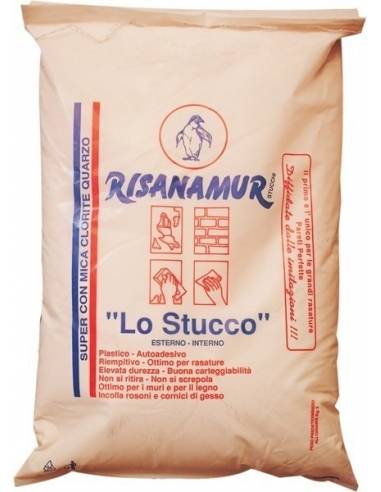 RISANAMUR
STUCCHI
SUPER CON MICA CLORITE QUARZO
Il primo e l'unico per le grandi rasature
Pareti Perfette
Diffidate dalle imitazioni !!!
"Lo Stucco"
ESTERNO - INTERNO
Plastico - Autoadesivo
Riempitivo - Ottimo per rasature
Elevata durezza - Buona carteggiabilità
Non si ritira - Non si screpola
Ottimo per i muri e per il legno
Incolla rosoni e cornici di gesso